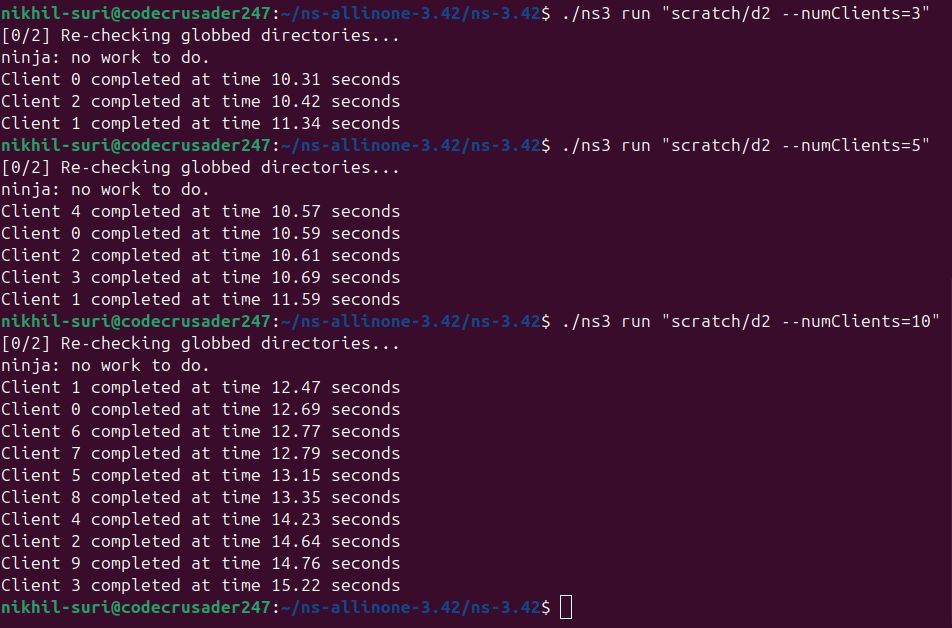 nikhil-suri@codecrusader247:~/ns-allinone-3.42/ns-3.42$ ./ns3 run "scratch/d2 --numClients=3"
[0/2] Re-checking globbed directories...
ninja: no work to do.
Client 0 completed at time 10.31 seconds
Client 2 completed at time 10.42 seconds
Client 1 completed at time 11.34 seconds
nikhil-suri@codecrusader247:~/ns-allinone-3.42/ns-3.42$ ./ns3 run "scratch/d2 --numClients=5"
[0/2] Re-checking globbed directories...
ninja: no work to do.
Client 4 completed at time 10.57 seconds
Client 0 completed at time 10.59 seconds
Client 2 completed at time 10.61 seconds
Client 3 completed at time 10.69 seconds
Client 1 completed at time 11.59 seconds
nikhil-suri@codecrusader247:~/ns-allinone-3.42/ns-3.42$ ./ns3 run "scratch/d2 --numClients=10"
[0/2] Re-checking globbed directories...
ninja: no work to do.
Client 1 completed at time 12.47 seconds
Client 0 completed at time 12.69 seconds
Client 6 completed at time 12.77 seconds
Client 7 completed at time 12.79 seconds
Client 5 completed at time 13.15 seconds
Client 8 completed at time 13.35 seconds
Client 4 completed at time 14.23 seconds
Client 2 completed at time 14.64 seconds
Client 9 completed at time 14.76 seconds
Client 3 completed at time 15.22 seconds
nikhil-suri@codecrusader247:~/ns-allinone-3.42/ns-3.42$